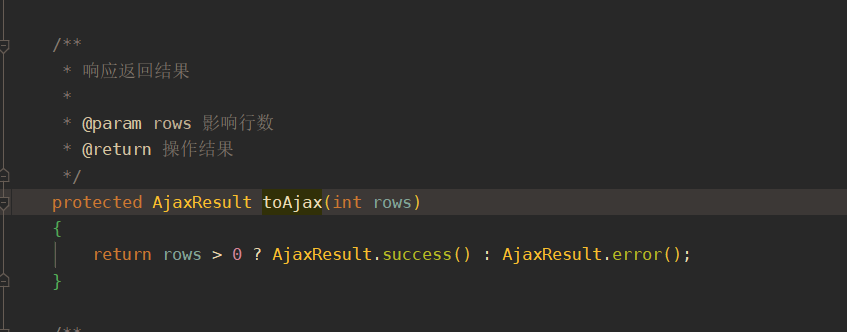 /**
 * 响应返回结果
 *
 * @param rows 影响行数
 * @return 操作结果
 */
protected AjaxResult toAjax(int rows)
{
    return rows > 0 ? AjaxResult.success() : AjaxResult.error();
}
/**